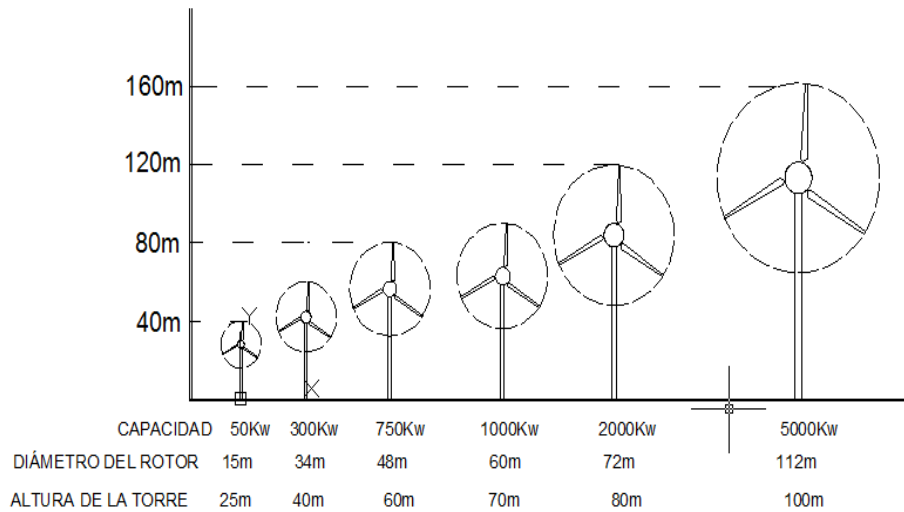 160m
120m
80m
40m
Y
X
CAPACIDAD 50Kw 300Kw 750Kw 1000Kw 2000Kw 5000Kw
DIÁMETRO DEL ROTOR 15m 34m 48m 60m 72m 112m
ALTURA DE LA TORRE 25m 40m 60m 70m 80m 100m